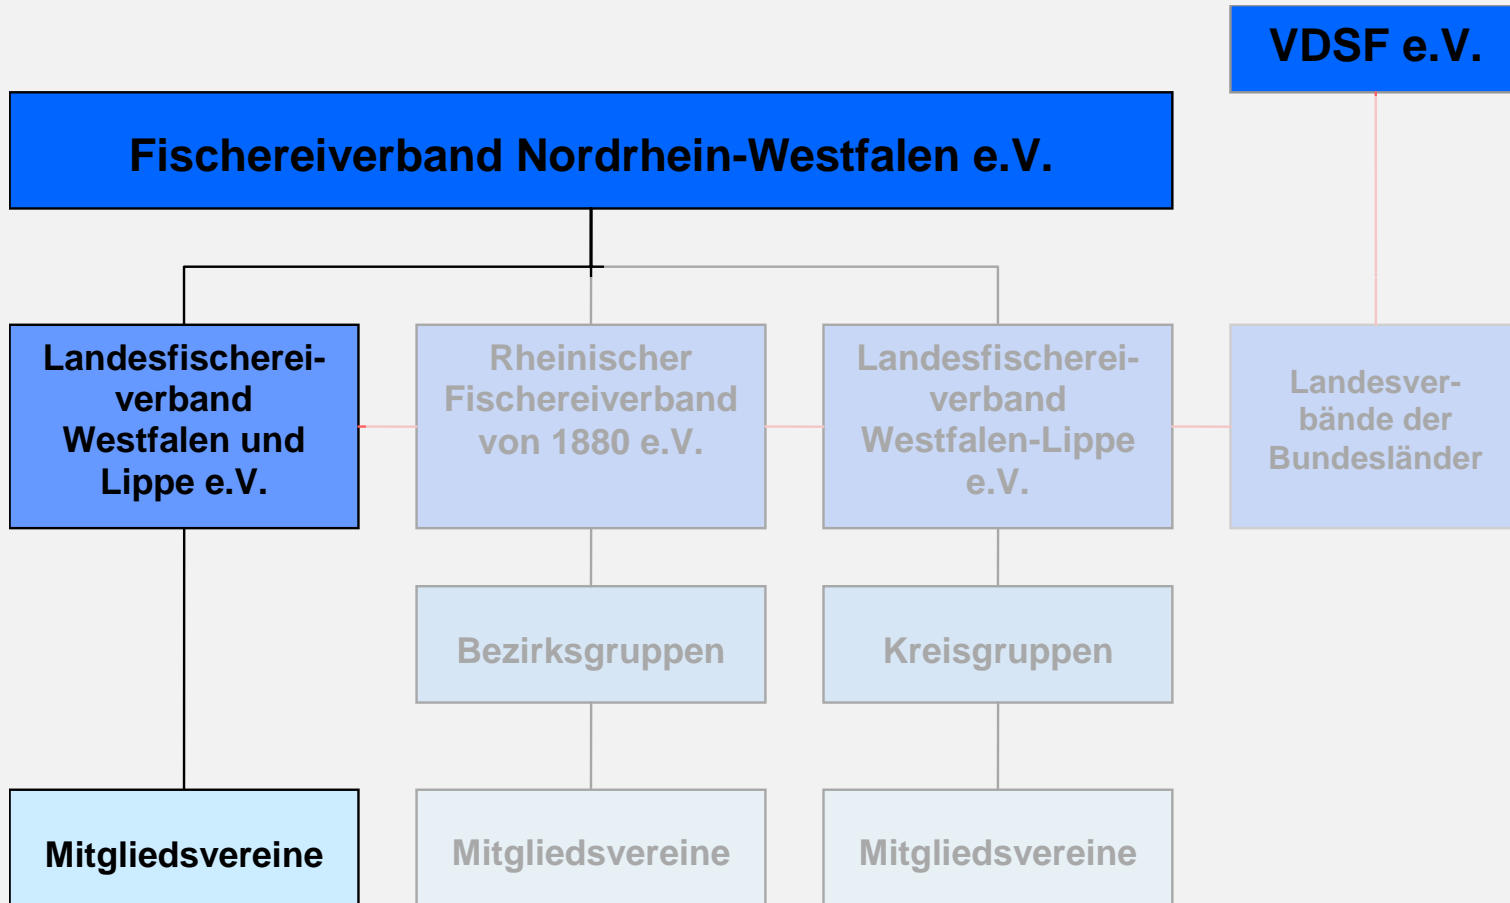 VDSF e.V.
Fischereiverband Nordrhein-Westfalen e.V.
Landesfischerei-
verband
Westfalen und
Lippe e.V.
Rheinischer
Fischereiverband
von 1880 e.V.
Landesfischerei-
verband
Westfalen-Lippe
e.V.
Landesver-
bände der
Bundesländer
Bezirksgruppen
Kreisgruppen
Mitgliedsvereine
Mitgliedsvereine
Mitgliedsvereine